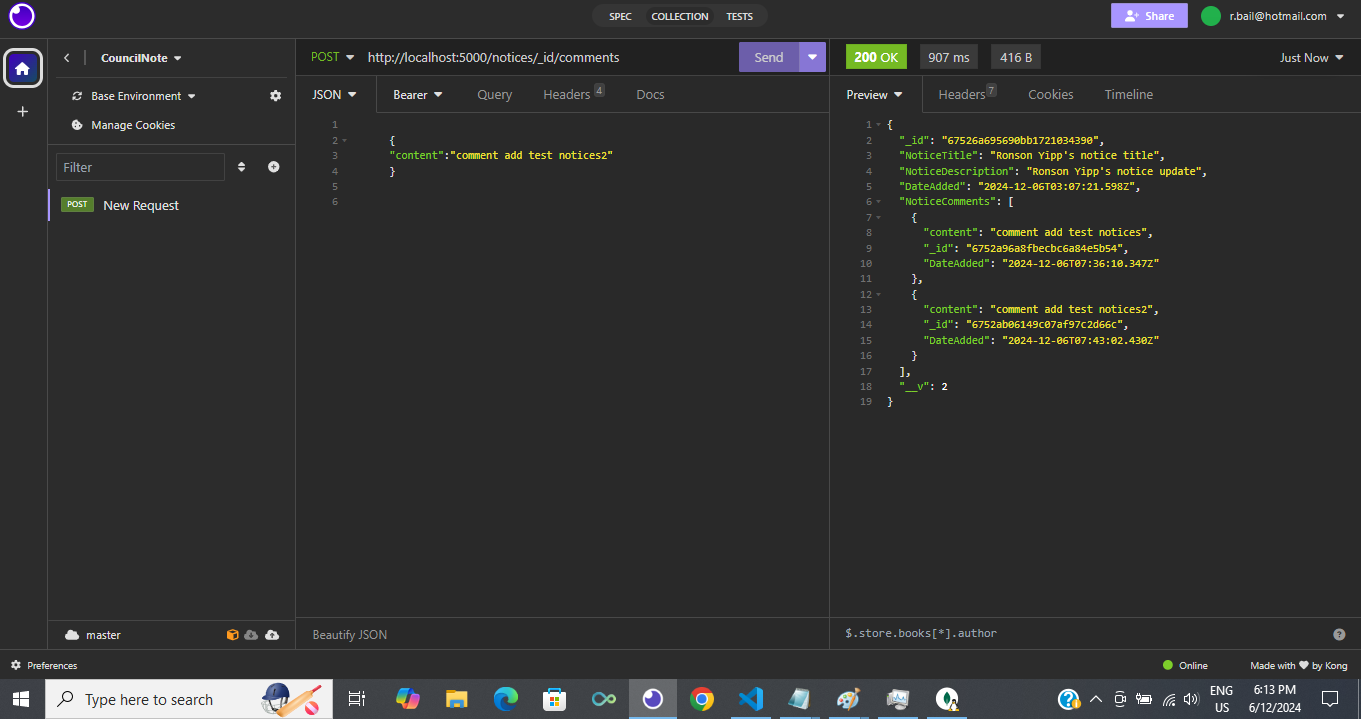 SPEC COLLECTION TESTS
Share
r.bail@hotmail.com
CouncilNote
Base Environment
Manage Cookies
Filter
POST New Request
master
POST http://localhost:5000/notices/_id/comments
Send
JSON Bearer Query Headers 4 Docs
1
2 {
3 "content":"comment add test notices2"
4 }
5
6
Beautify JSON
200 OK 907 ms 416 B Just Now
Preview Headers 7 Cookies Timeline
1 {
2 "_id": "67526a695690bb1721034390",
3 "NoticeTitle": "Ronson Yipp's notice title",
4 "NoticeDescription": "Ronson Yipp's notice update",
5 "DateAdded": "2024-12-06T03:07:21.598Z",
6 "NoticeComments": [
7 {
8 "content": "comment add test notices",
9 "_id": "6752a96a8fbecbc6a84e5b54",
10 "DateAdded": "2024-12-06T07:36:10.347Z"
11 },
12 {
13 "content": "comment add test notices2",
14 "_id": "6752ab06149c07af97c2d66c",
15 "DateAdded": "2024-12-06T07:43:02.430Z"
16 }
17 ],
18 "__v": 2
19 }
$.store.books[*].author
Preferences
Online
Made with ❤ by Kong
Type here to search
ENG
US
6:13 PM
6/12/2024